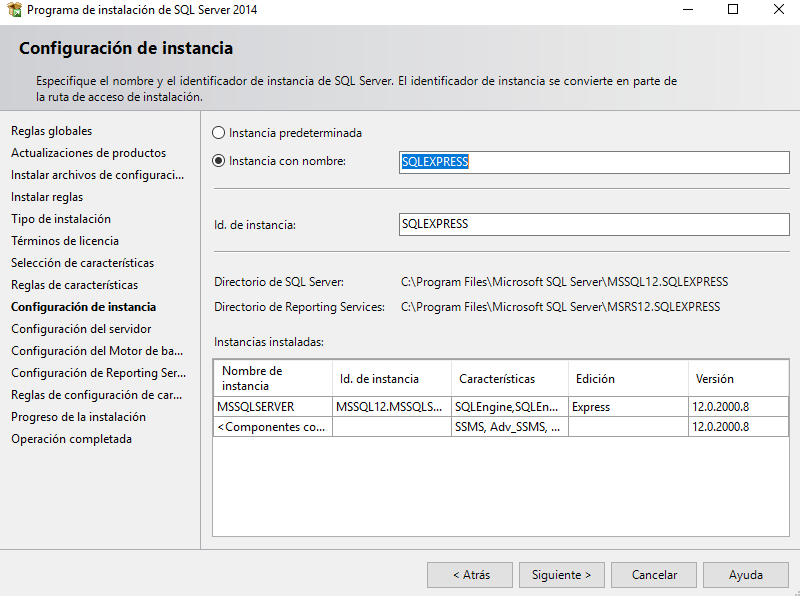 Programa de instalación de SQL Server 2014
Configuración de instancia
Especifique el nombre y el identificador de instancia de SQL Server. El identificador de instancia se convierte en parte de
la ruta de acceso de instalación.
Reglas globales
Actualizaciones de productos
Instalar archivos de configuraci...
Instalar reglas
Tipo de instalación
Términos de licencia
Selección de características
Reglas de características
Configuración de instancia
Configuración del servidor
Configuración del Motor de ba...
Configuración de Reporting Ser...
Reglas de configuración de car...
Progreso de la instalación
Operación completada
Instancia predeterminada
Instancia con nombre: SQLEXPRESS
Id. de instancia: SQLEXPRESS
Directorio de SQL Server: C:\Program Files\Microsoft SQL Server\MSSQL12.SQLEXPRESS
Directorio de Reporting Services: C:\Program Files\Microsoft SQL Server\MSRS12.SQLEXPRESS
Instancias instaladas:
Nombre de
instancia Id. de instancia Características Edición Versión
MSSQLSERVER MSSQL12.MSSQLS... SQLEngine,SQLEn... Express 12.0.2000.8
<Componentes co... SSMS, Adv_SSMS, ... 12.0.2000.8
< Atrás Siguiente > Cancelar Ayuda